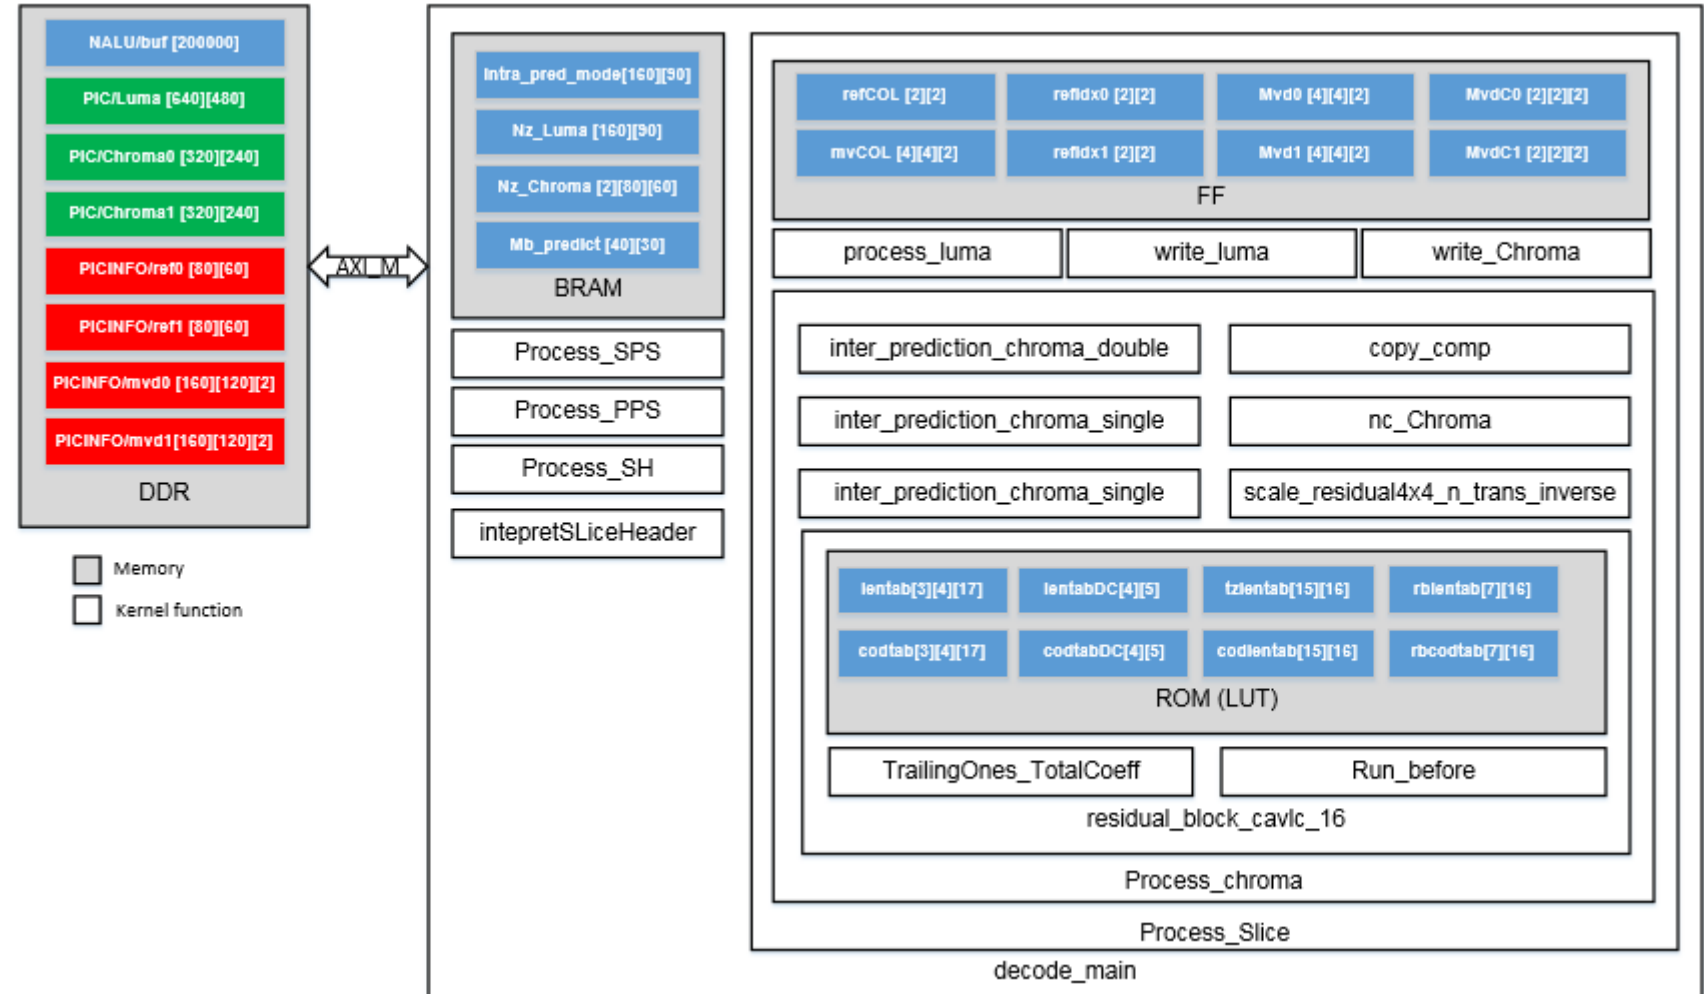 NALU/buf [200000]
PIC/Luma [640][480]
PIC/Chroma0 [320][240]
PIC/Chroma1 [320][240]
PICINFO/ref0 [80][60]
PICINFO/ref1 [80][60]
PICINFO/mvd0 [160][120][2]
PICINFO/mvd1[160][120][2]
DDR
Memory
Kernel function
AXI_M
Intra_pred_mode[160][90]
Nz_Luma [160][90]
Nz_Chroma [2][80][60]
Mb_predict [40][30]
BRAM
Process_SPS
Process_PPS
Process_SH
intepretSLiceHeader
refCOL [2][2]
refIdx0 [2][2]
Mvd0 [4][4][2]
MvdC0 [2][2][2]
mvCOL [4][4][2]
refIdx1 [2][2]
Mvd1 [4][4][2]
MvdC1 [2][2][2]
FF
process_luma
write_luma
write_Chroma
inter_prediction_chroma_double
copy_comp
inter_prediction_chroma_single
nc_Chroma
inter_prediction_chroma_single
scale_residual4x4_n_trans_inverse
lentab[3][4][17]
lentabDC[4][5]
tzlentab[15][16]
rblentab[7][16]
codtab[3][4][17]
codtabDC[4][5]
codlentab[15][16]
rbcodtab[7][16]
ROM (LUT)
TrailingOnes_TotalCoeff
Run_before
residual_block_cavlc_16
Process_chroma
Process_Slice
decode_main